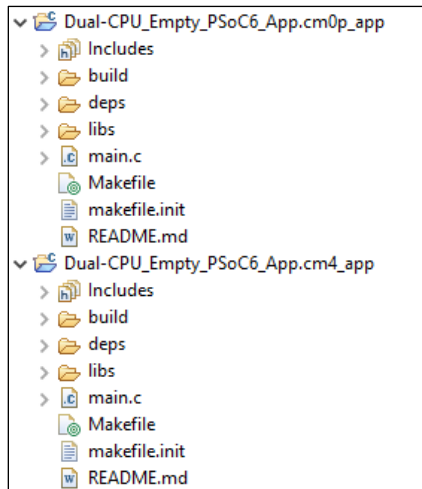 Dual-CPU_Empty_PSoC6_App.cm0p_app
Includes
build
deps
libs
main.c
Makefile
makefile.init
README.md
Dual-CPU_Empty_PSoC6_App.cm4_app
Includes
build
deps
libs
main.c
Makefile
makefile.init
README.md